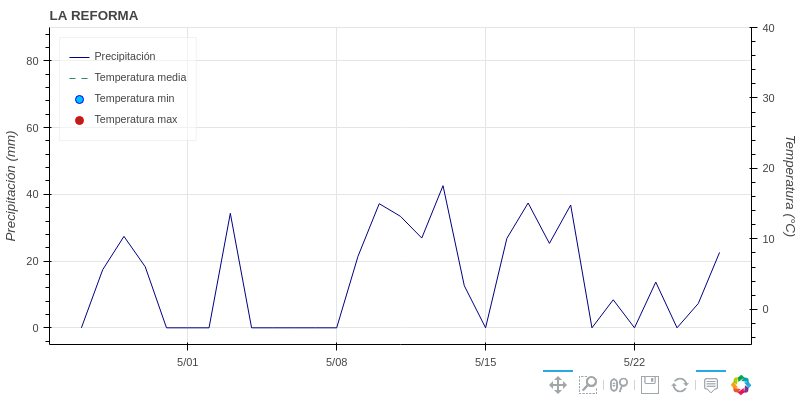 LA REFORMA
Precipitación
Temperatura media
Temperatura min
Temperatura max
Precipitación (mm)
80
60
40
20
0
Temperatura (°C)
40
30
20
10
0
5/01
5/08
5/15
5/22